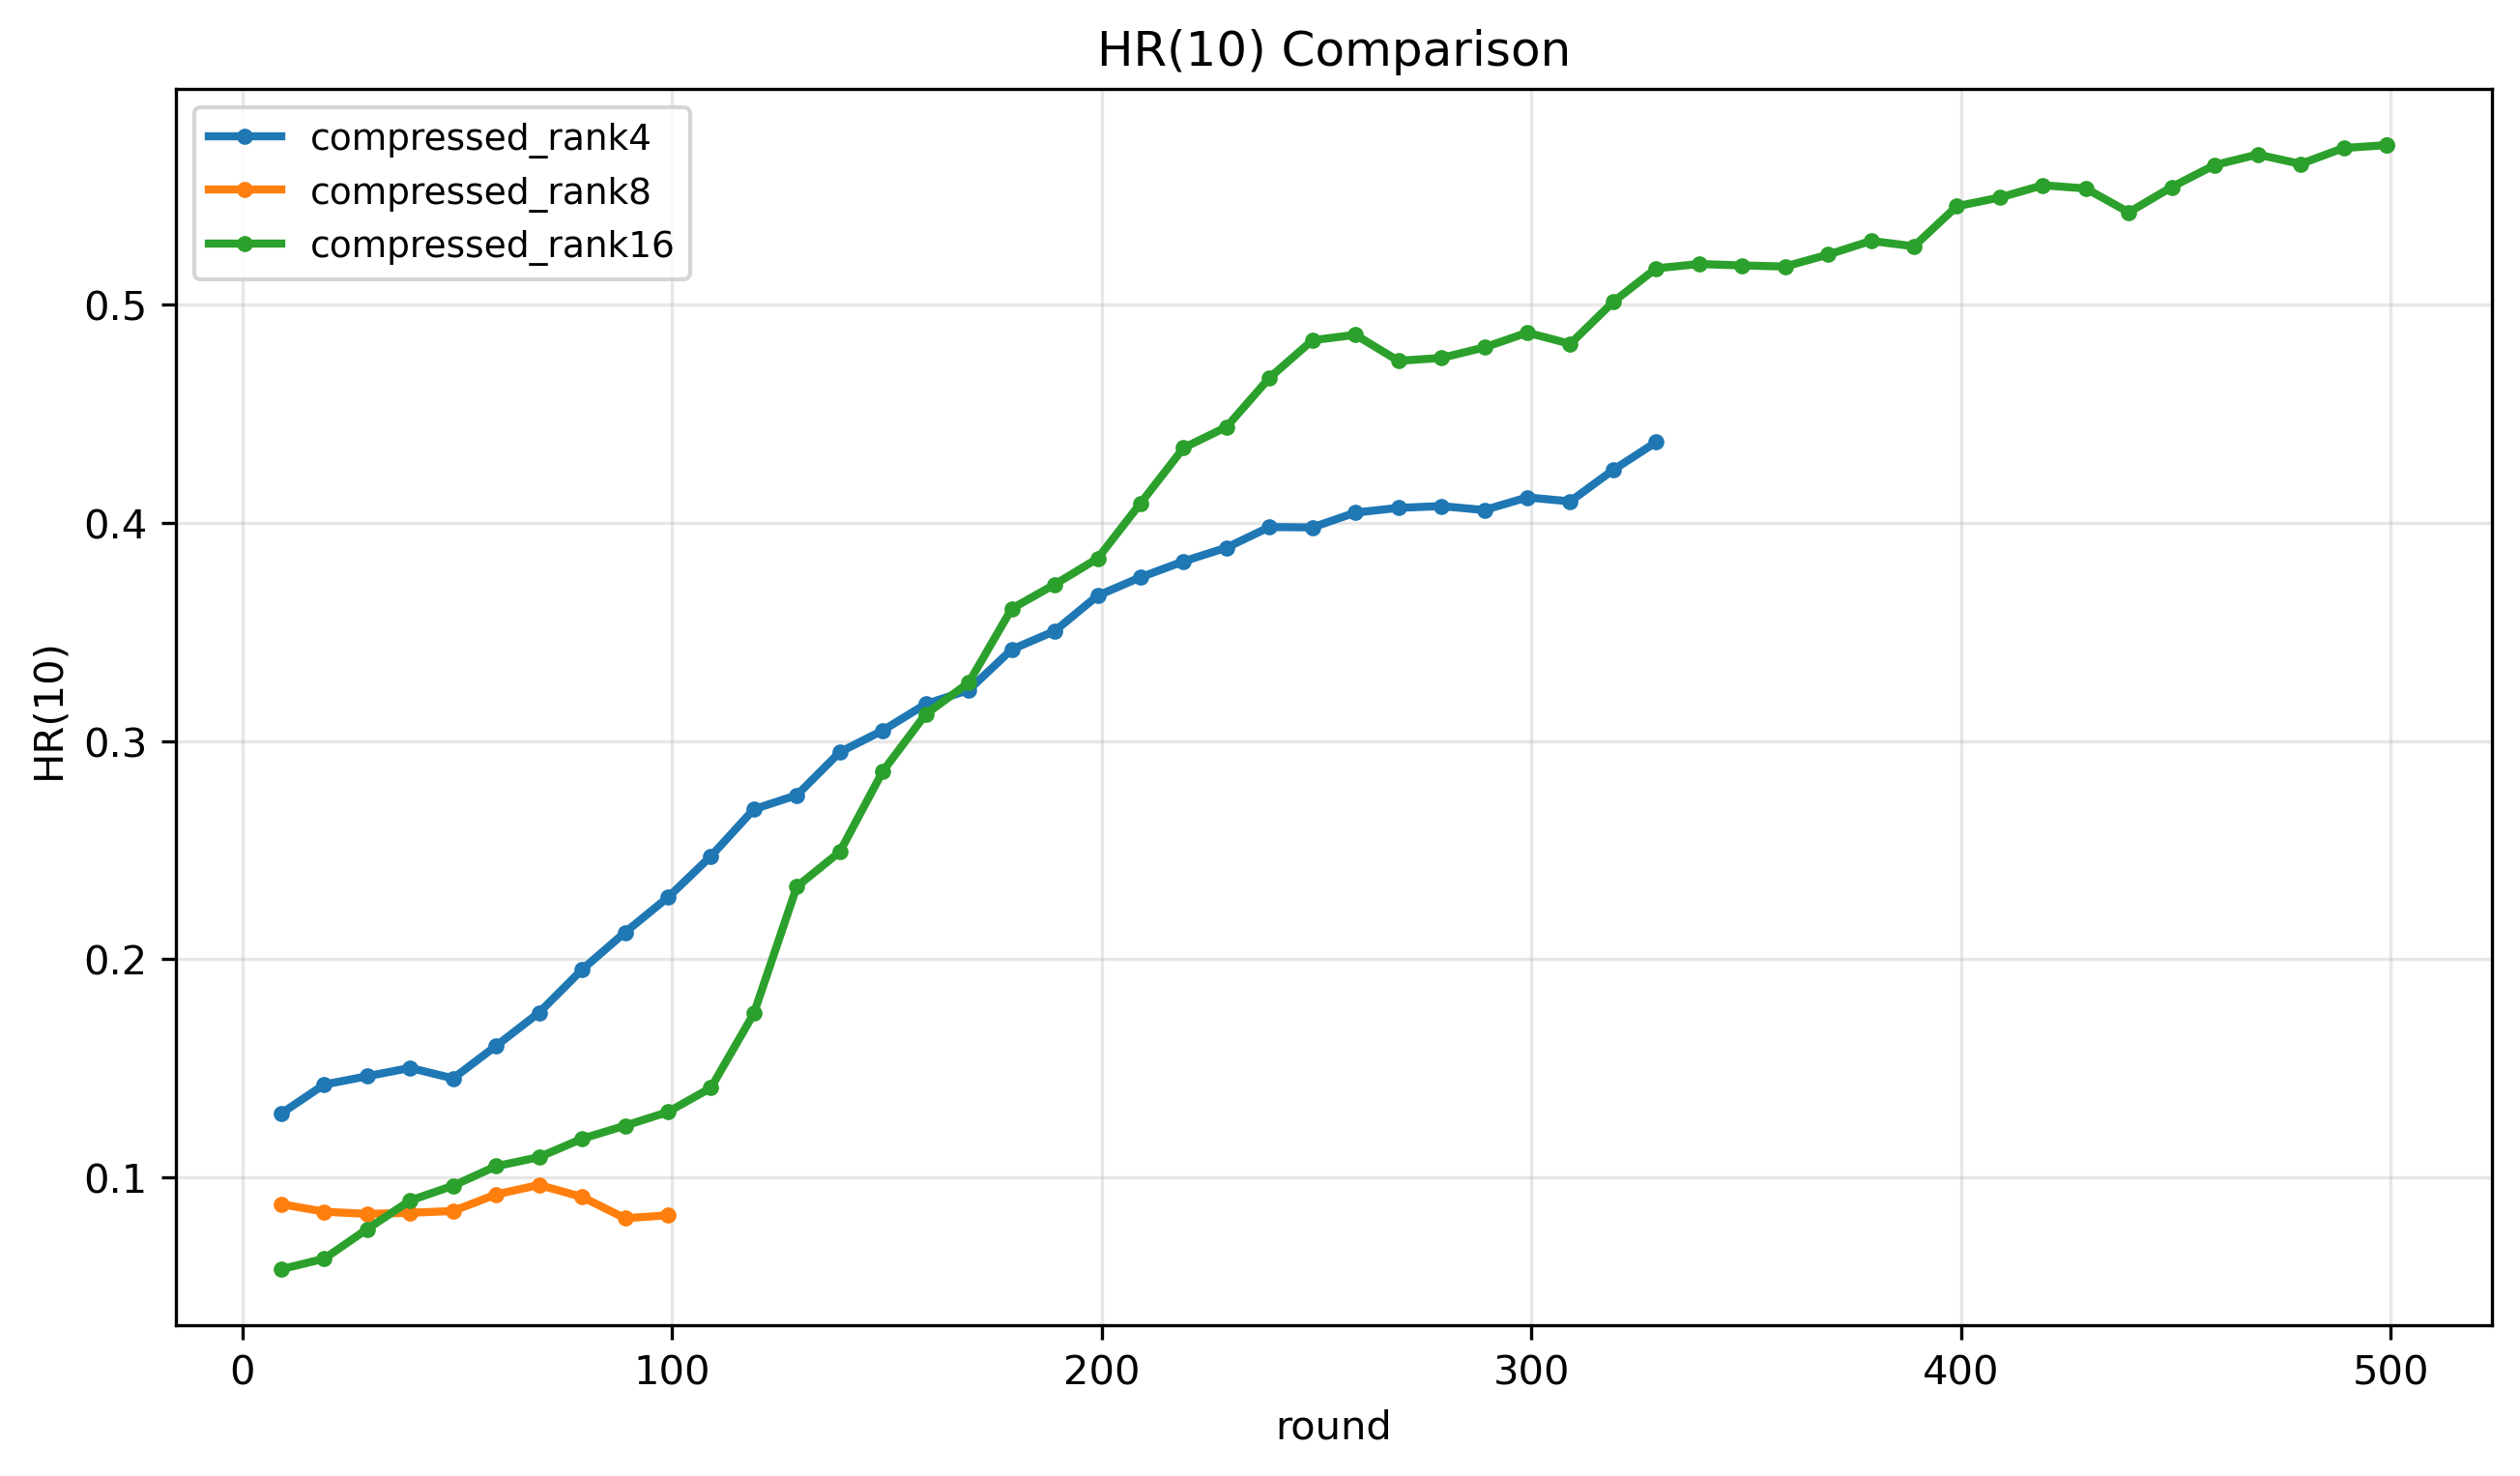 HR(10) Comparison
compressed_rank4
compressed_rank8
compressed_rank16
HR(10)
0.5
0.4
0.3
0.2
0.1
0 100 200 300 400 500
round